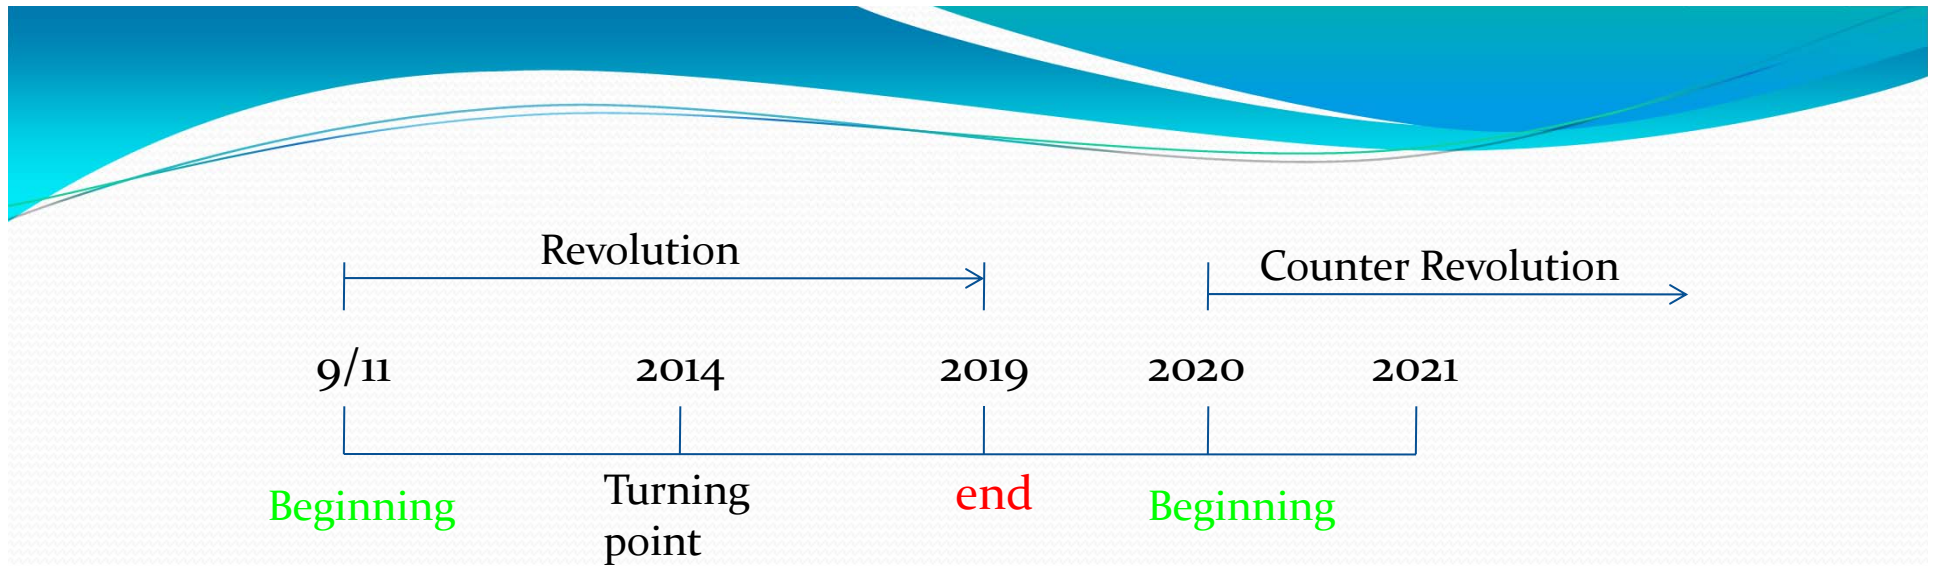 Revolution
Counter Revolution
9/11 2014 2019 2020 2021
Beginning Turning point end Beginning